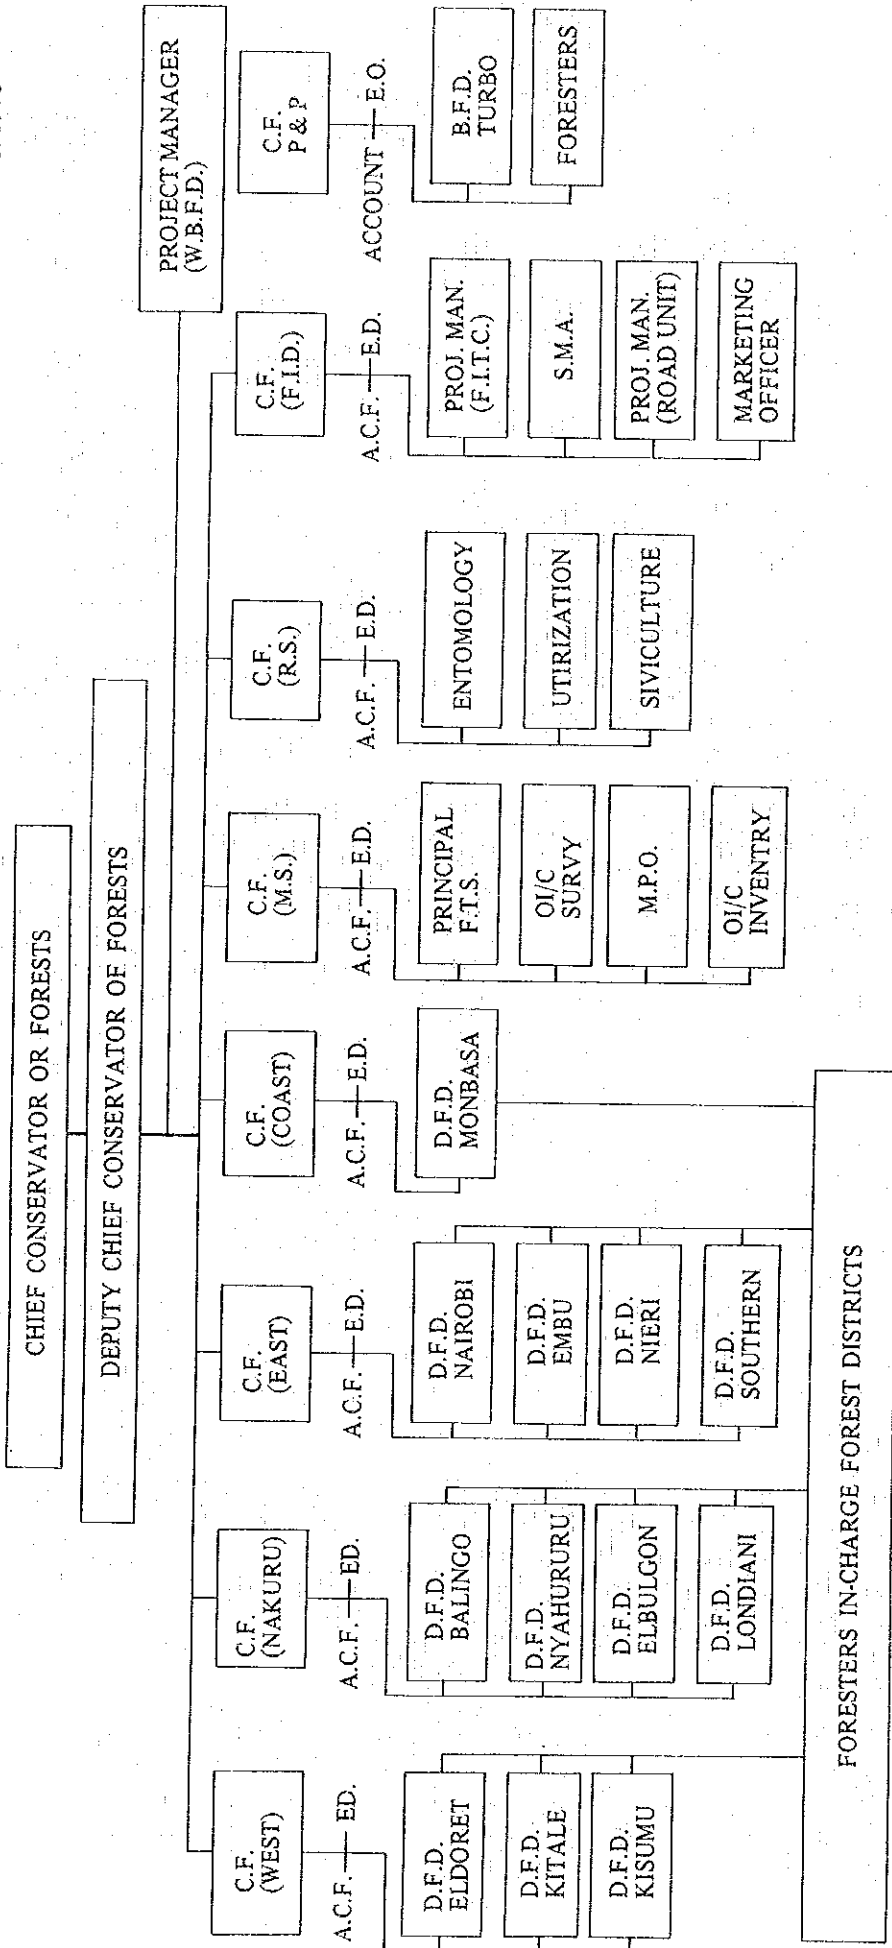 CHIEF CONSERVATOR OR FORESTS
DEPUTY CHIEF CONSERVATOR OF FORESTS
PROJECT MANAGER
(W.B.F.D.)
C.F.
(WEST)
A.C.F.
ED.
D.F.D.
ELDORET
D.F.D.
KITALE
D.F.D.
KISUMU
C.F.
(NAKURU)
A.C.F.
ED.
D.F.D.
BALINGO
D.F.D.
NYAHURURU
D.F.D.
ELBULGON
D.F.D.
LONDIANI
C.F.
(EAST)
A.C.F.
E.D.
D.F.D.
NAIROBI
D.F.D.
EMBU
D.F.D.
NIERI
D.F.D.
SOUTHERN
C.F.
(COAST)
A.C.F.
E.D.
D.F.D.
MONBASA
C.F.
(M.S.)
A.C.F.
E.D.
PRINCIPAL
F.T.S.
OI/C
SURVY
M.P.O.
OI/C
INVENTRY
C.F.
(R.S.)
A.C.F.
E.D.
ENTOMOLOGY
UTIRIZATION
SIVICULTURE
C.F.
(F.I.D.)
A.C.F.
E.D.
PROJ. MAN.
(F.I.T.C.)
S.M.A.
PROJ. MAN.
(ROAD UNIT)
MARKETING
OFFICER
C.F.
P & P
ACCOUNT
E.O.
B.F.D.
TURBO
FORESTERS
FORESTERS IN-CHARGE FOREST DISTRICTS